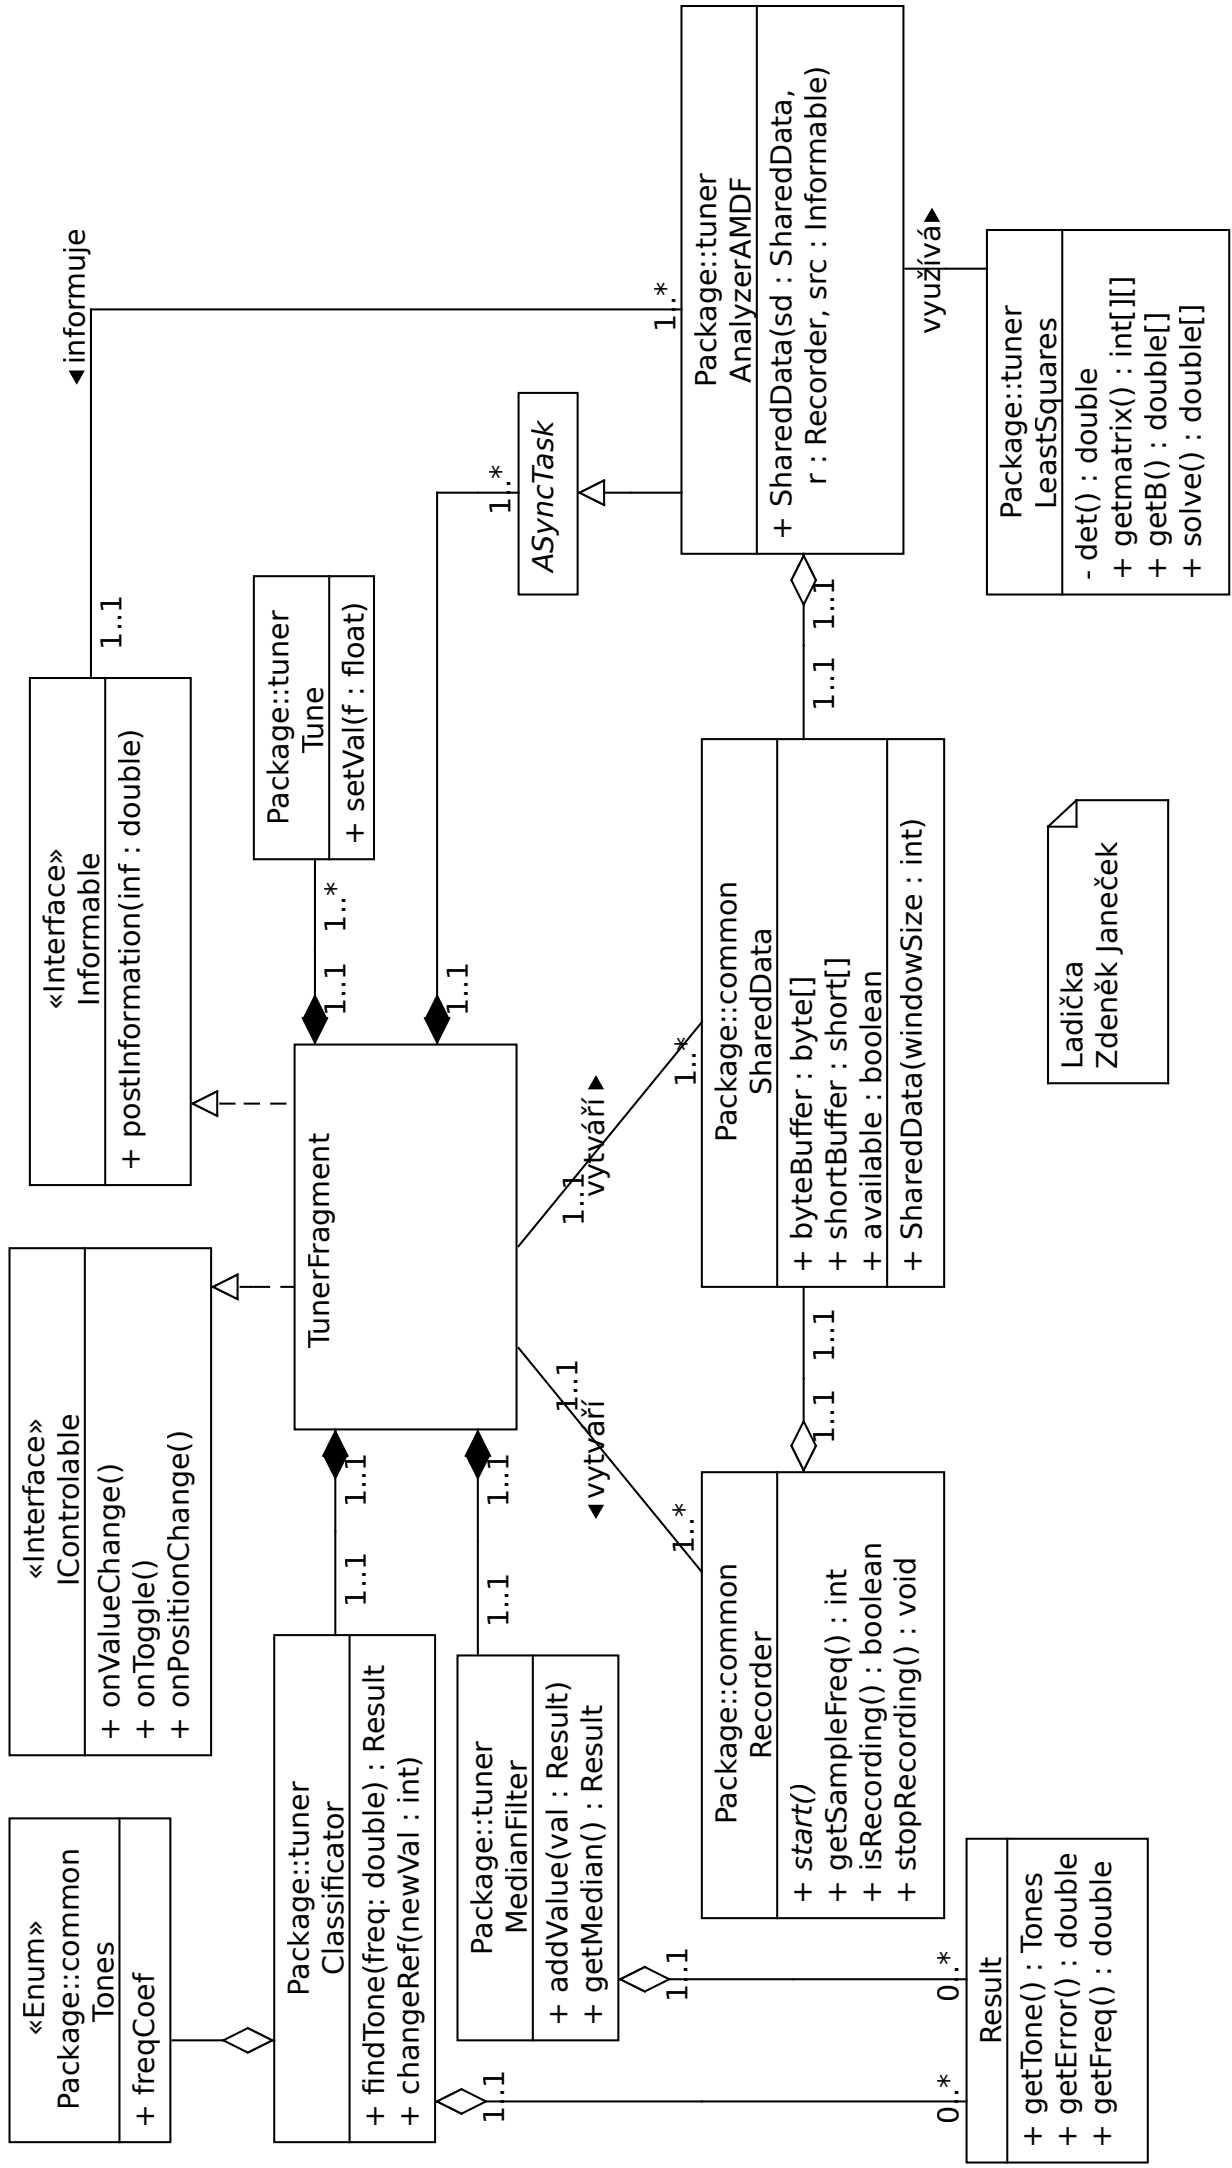 «Enum»
Package::common
Tones
+ freqCoef
«Interface»
IControlable
+ onValueChange()
+ onToggle()
+ onPositionChange()
«Interface»
Informable
+ postInformation(inf : double)
◀ informuje
1..1
1..*
Package::tuner
Classificator
+ findTone(freq: double) : Result
+ changeRef(newVal : int)
1..1
1..1
TunerFragment
1..1
1..*
Package::tuner
Tune
+ setVal(f : float)
1..1
1..*
ASyncTask
Package::tuner
MedianFilter
+ addValue(val : Result)
+ getMedian() : Result
1..1
1..1
1..1
◀ vytváří
1..*
1..1
vytváří ▶
1..*
1..1
0..*
1..1
0..*
Package::common
Recorder
+ start()
+ getSampleFreq() : int
+ isRecording() : boolean
+ stopRecording() : void
1..1
1..1
Package::common
SharedData
+ byteBuffer : byte[]
+ shortBuffer : short[]
+ available : boolean
+ SharedData(windowSize : int)
1..1
1..1
Package::tuner
AnalyzerAMDF
+ SharedData(sd : SharedData,
r : Recorder, src : Informable)
využívá▶
Result
+ getTone() : Tones
+ getError() : double
+ getFreq() : double
Ladička
Zdeněk Janeček
Package::tuner
LeastSquares
- det() : double
+ getmatrix() : int[][]
+ getB() : double[]
+ solve() : double[]